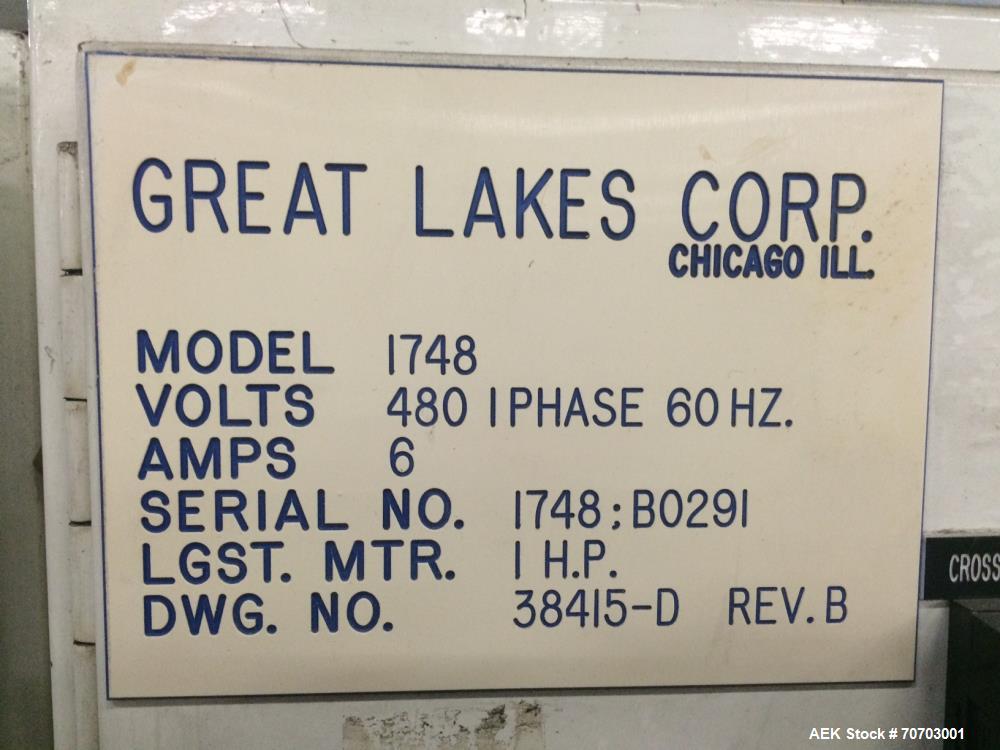 GREAT LAKES CORP.
CHICAGO ILL.
MODEL 1748
VOLTS 480 1 PHASE 60 HZ.
AMPS 6
SERIAL NO. 1748:B0291
LGST. MTR. 1 H.P.
DWG. NO. 38415-D REV. B
CROSS
AEK Stock # 70703001